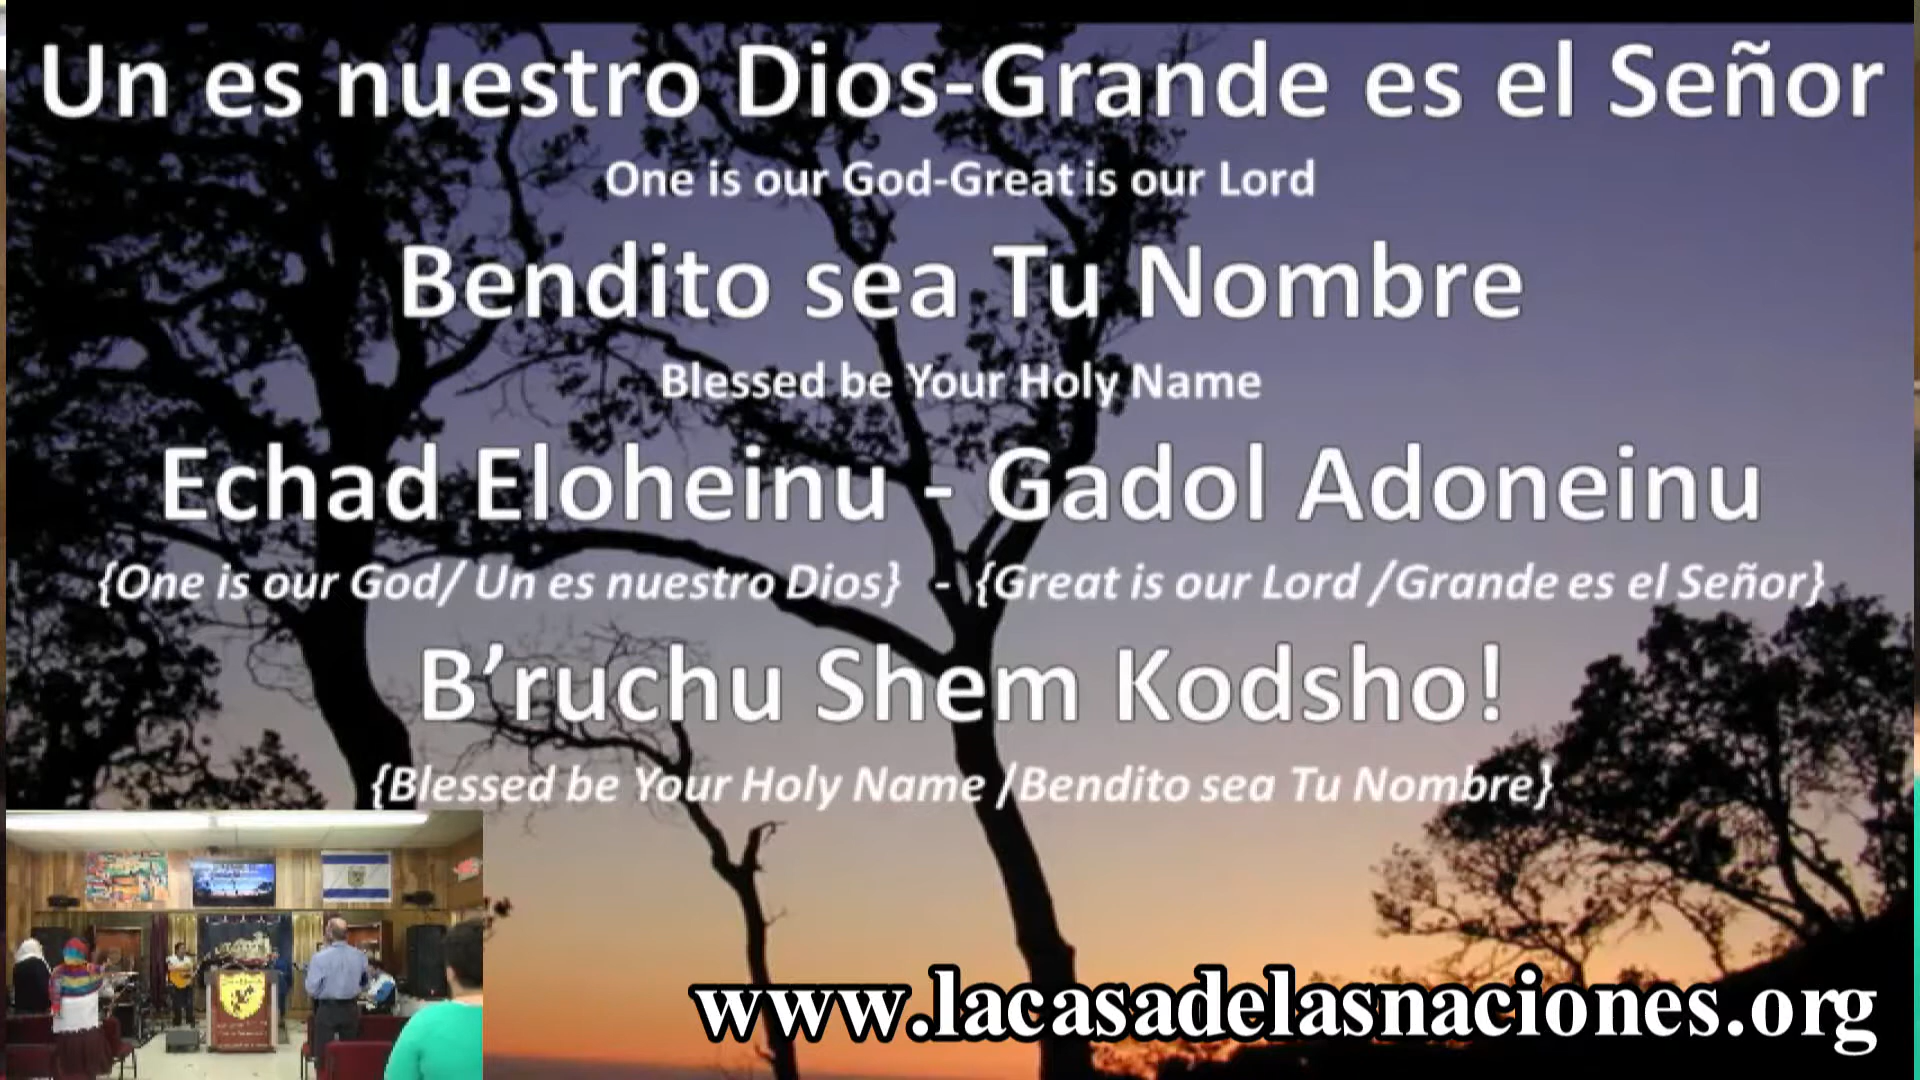 Un es nuestro Dios-Grande es el Señor
One is our God-Great is our Lord
Bendito sea Tu Nombre
Blessed be Your Holy Name
Echad Eloheinu - Gadol Adoneinu
{One is our God/ Un es nuestro Dios} - {Great is our Lord /Grande es el Señor}
B’ruchu Shem Kodsho!
{Blessed be Your Holy Name /Bendito sea Tu Nombre}
www.lacasadelasnaciones.org